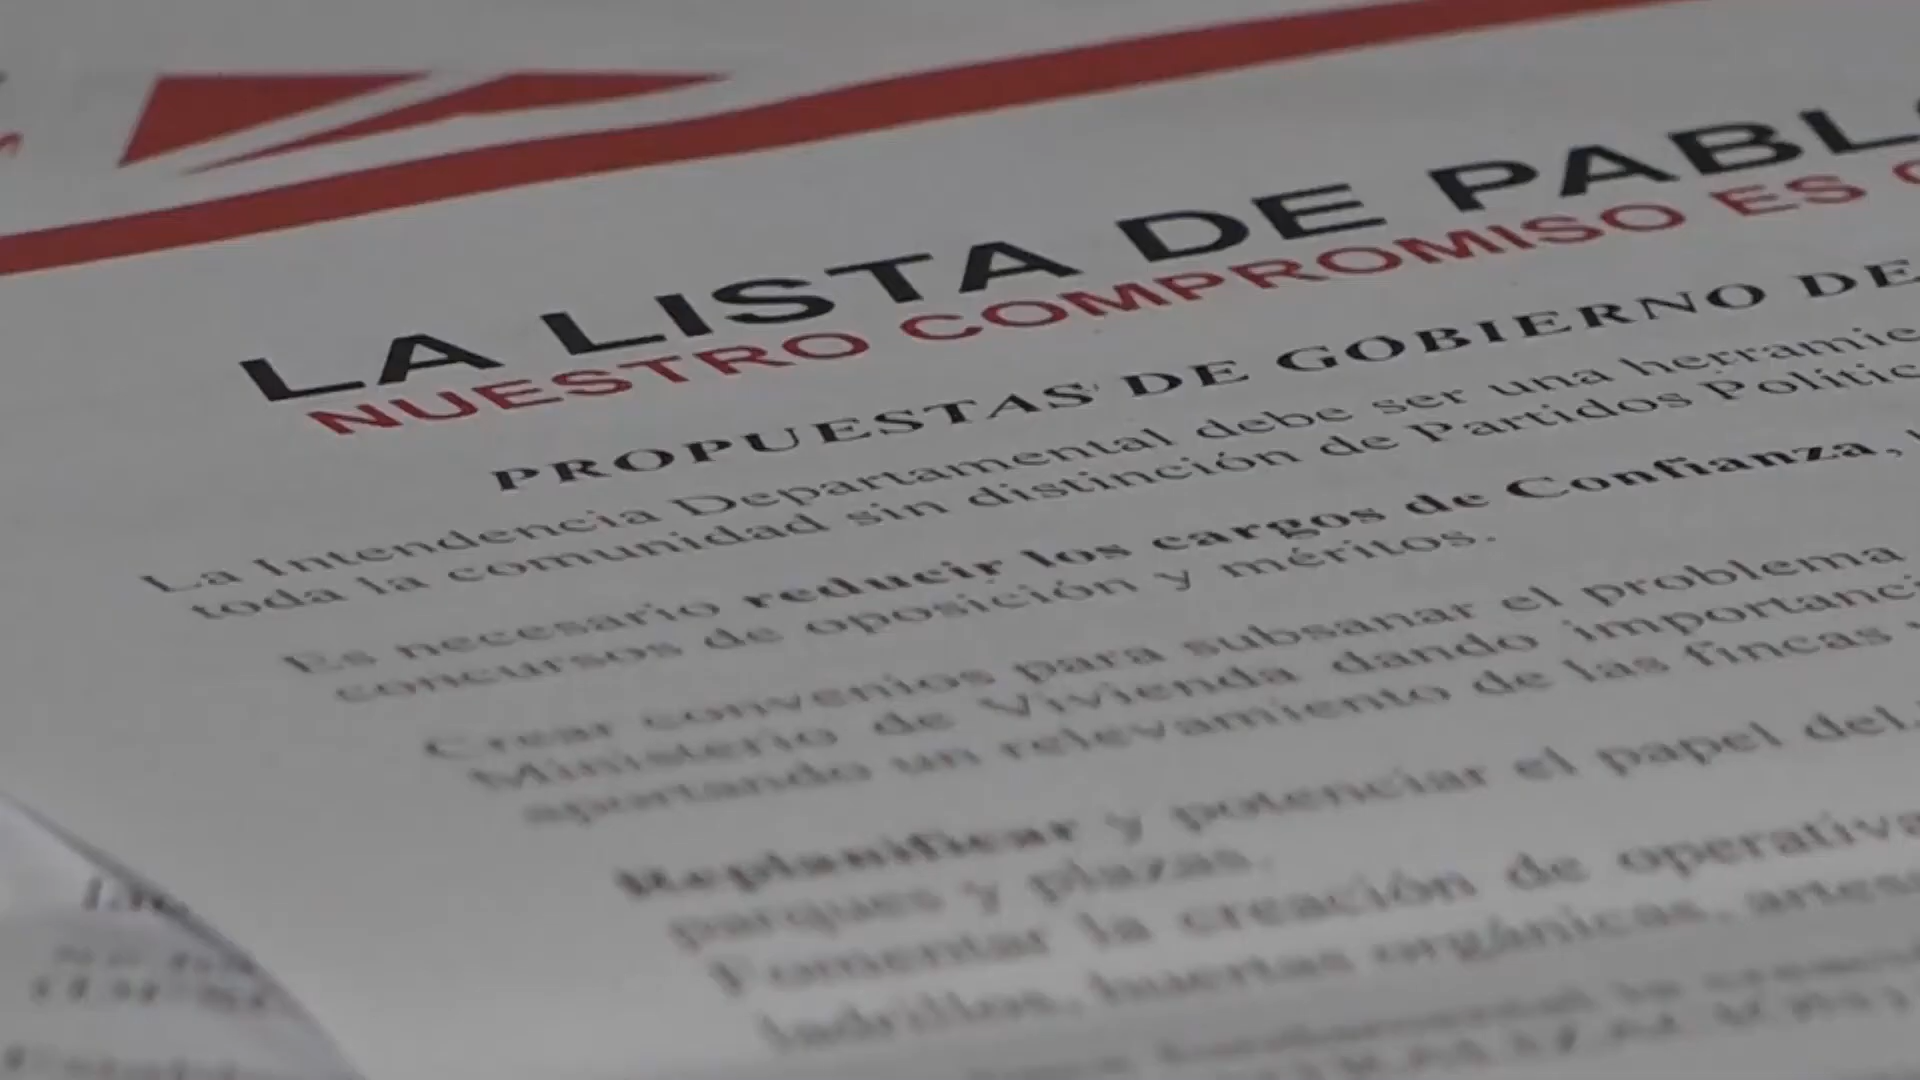 LA LISTA DE PABL
NUESTRO COMPROMISO ES
PROPUESTAS DE GOBIERNO DE
La Intendencia Departamental debe ser una herramie
toda la comunidad sin distinción de Partidos Polític
Es necesario reducir los cargos de Confianza,
concursos de oposición y méritos.
Crear convenios para subsanar el problema
Ministerio de Vivienda dando importanci
aportando un relevamiento de las fincas
Replanificar y potenciar el papel del
parques y plazas.
Fomentar la creación de operativa
ladrillos, huertas orgánicas, artes